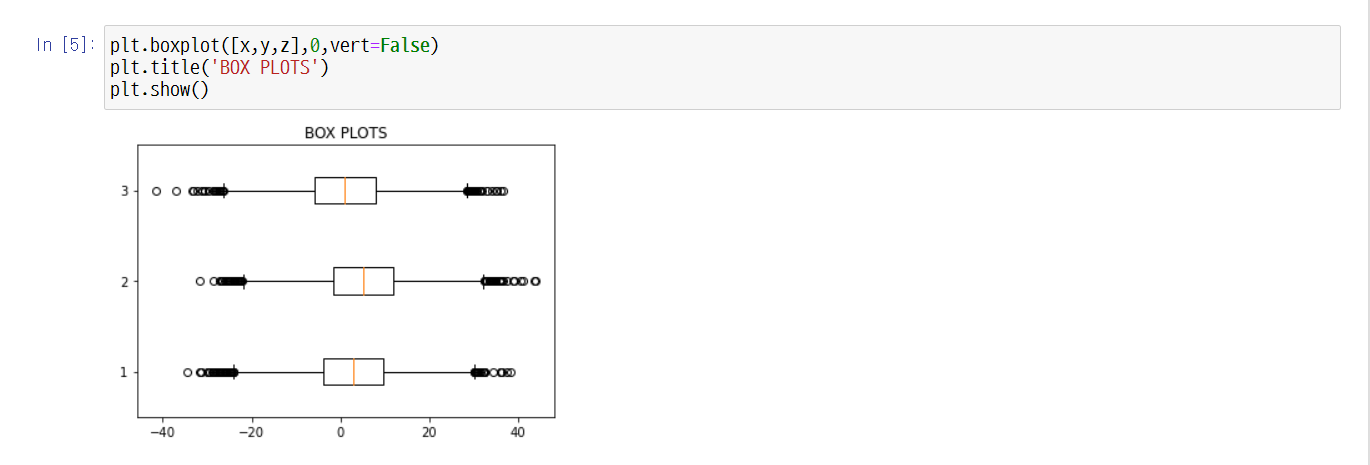 In [5]: plt.boxplot([x,y,z],0,vert=False)
plt.title('BOX PLOTS')
plt.show()
BOX PLOTS
3
2
1
−40 −20 0 20 40